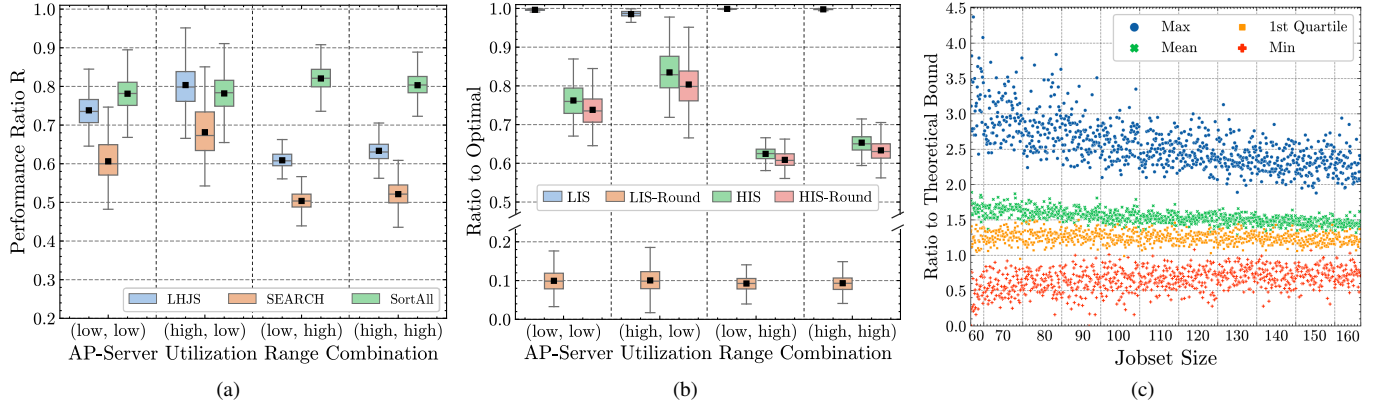 1.0
0.9
0.8
0.7
0.6
0.5
0.4
0.3
0.2
Performance Ratio R
LHJS SEARCH SortAll
(low, low) (high, low) (low, high) (high, high)
AP-Server Utilization Range Combination
(a)
1.0
0.9
0.8
0.7
0.6
0.5
0.2
0.1
0.0
Ratio to Optimal
LIS LIS-Round HIS HIS-Round
(low, low) (high, low) (low, high) (high, high)
AP-Server Utilization Range Combination
(b)
4.5
4.0
3.5
3.0
2.5
2.0
1.5
1.0
0.5
0.0
Ratio to Theoretical Bound
Max 1st Quartile
Mean Min
60 70 80 90 100 110 120 130 140 150 160
Jobset Size
(c)